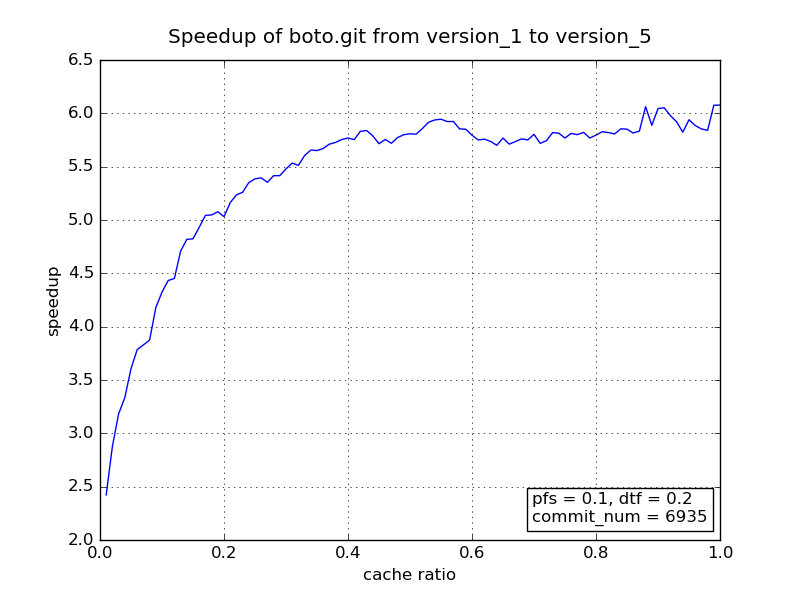 Speedup of boto.git from version_1 to version_5
6.5
6.0
5.5
5.0
4.5
4.0
3.5
3.0
2.5
2.0
speedup
pfs = 0.1, dtf = 0.2
commit_num = 6935
0.0 0.2 0.4 0.6 0.8 1.0
cache ratio